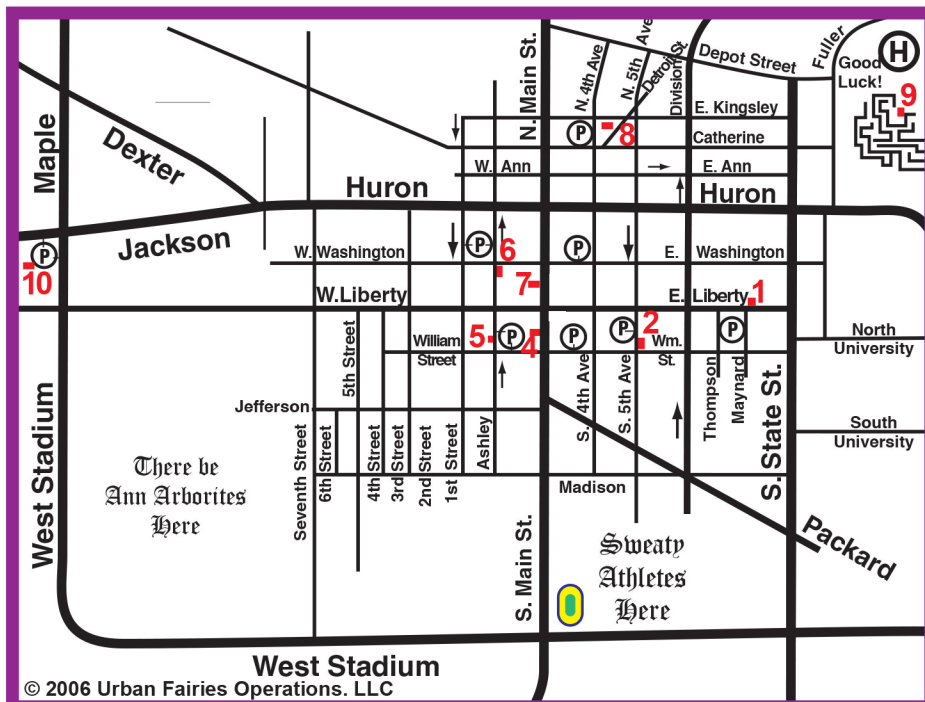 N. Main St.
N. 4th Ave
N. 5th Ave
Detroit St.
Division
Depot Street
Fuller
H
Good
Luck!
9
E. Kingsley
P
8
Catherine
Maple
Dexter
W. Ann
E. Ann
Huron
Huron
Jackson
P
10
W. Washington
P
6
P
E. Washington
7
W.Liberty
E. Liberty
1
5th Street
William
Street
5
P
4
P
P
2
Wm.
St.
P
North
University
Jefferson
S. 4th Ave
S. 5th Ave
Thompson
Maynard
S. State St.
South
University
Seventh Street
6th Street
4th Street
3rd Street
2nd Street
1st Street
Ashley
There be
Ann Arborites
Here
Madison
West Stadium
S. Main St.
Sweaty
Athletes
Here
Packard
West Stadium
© 2006 Urban Fairies Operations. LLC